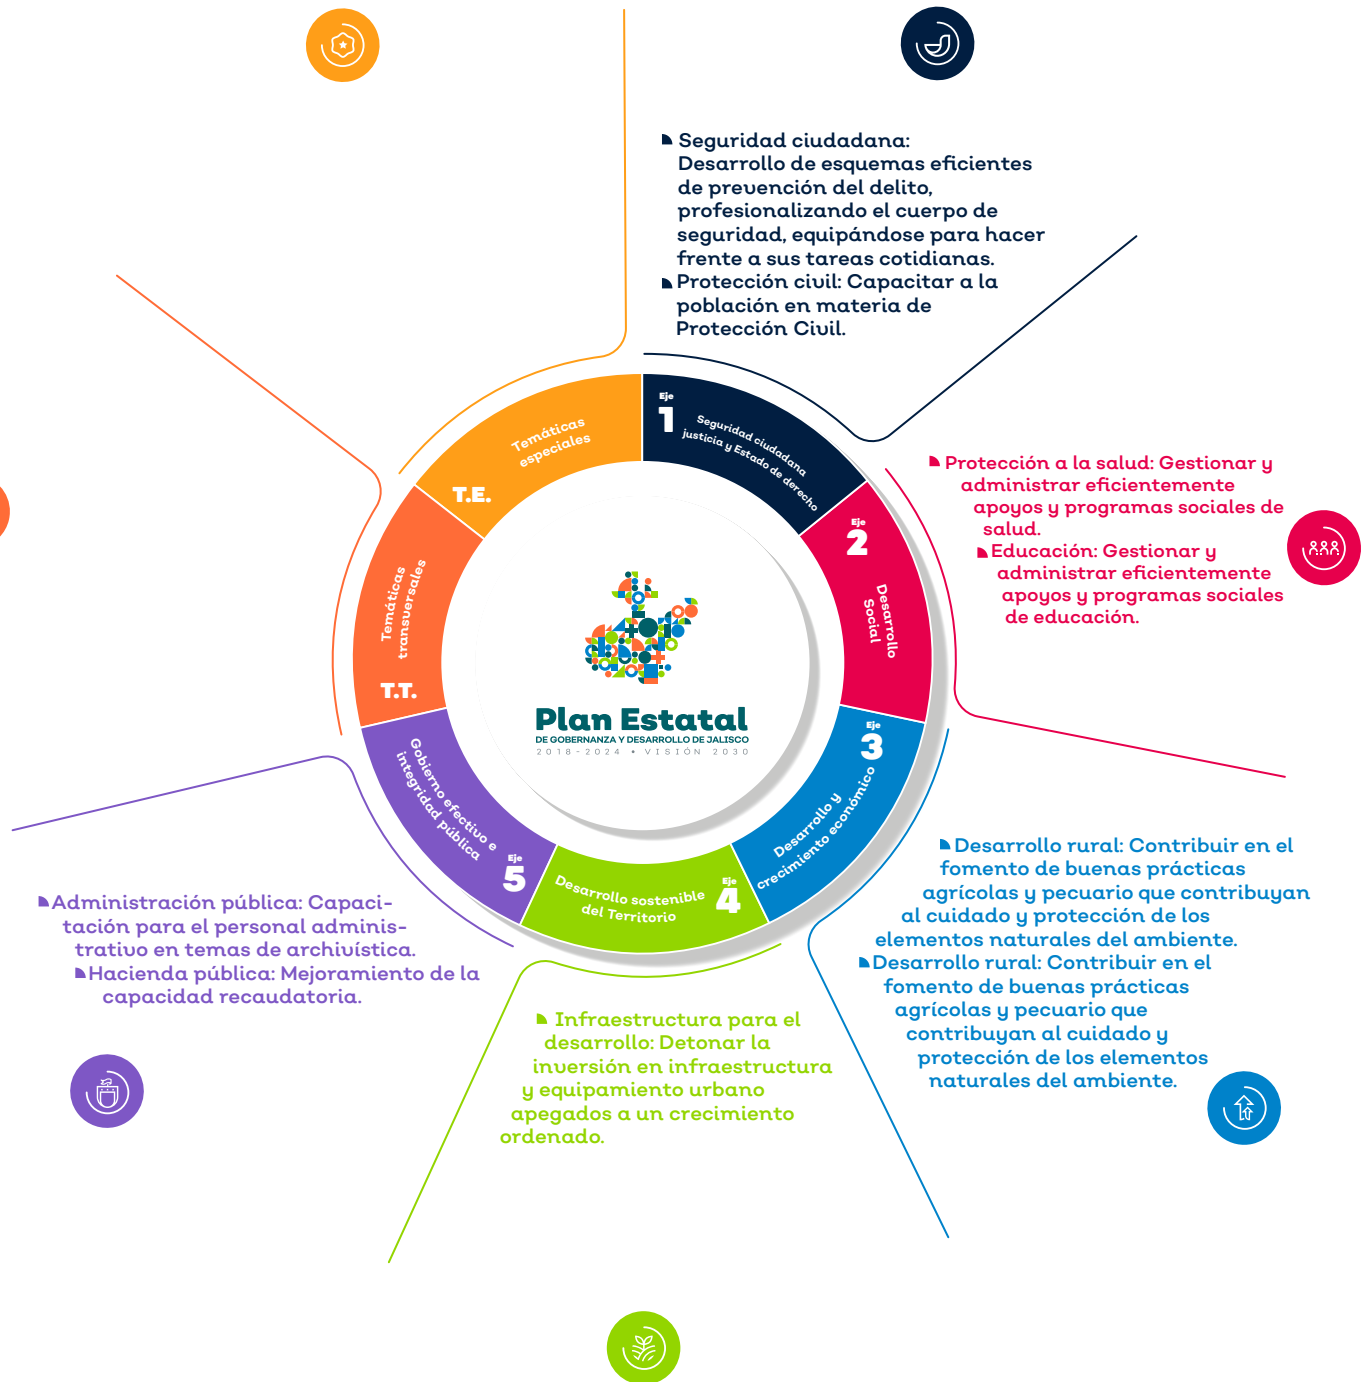 Seguridad ciudadana:
Desarrollo de esquemas eficientes
de prevención del delito,
profesionalizando el cuerpo de
seguridad, equipándose para hacer
frente a sus tareas cotidianas.
Protección civil: Capacitar a la
población en materia de
Protección Civil.
Eje
1
Seguridad ciudadana
justicia y Estado de derecho
Protección a la salud: Gestionar y
administrar eficientemente
apoyos y programas sociales de
salud.
Educación: Gestionar y
administrar eficientemente
apoyos y programas sociales
de educación.
Eje
2
Desarrollo
Social
Eje
3
Desarrollo y
crecimiento económico
Desarrollo rural: Contribuir en el
fomento de buenas prácticas
agrícolas y pecuario que contribuyan
al cuidado y protección de los
elementos naturales del ambiente.
Desarrollo rural: Contribuir en el
fomento de buenas prácticas
agrícolas y pecuario que
contribuyan al cuidado y
protección de los elementos
naturales del ambiente.
Eje
4
Desarrollo sostenible
del Territorio
Infraestructura para el
desarrollo: Detonar la
inversión en infraestructura
y equipamiento urbano
apegados a un crecimiento
ordenado.
Eje
5
Gobierno efectivo e
integridad pública
Administración pública: Capaci-
tación para el personal adminis-
trativo en temas de archivística.
Hacienda pública: Mejoramiento de la
capacidad recaudatoria.
Temáticas
transversales
T.T.
Temáticas
especiales
T.E.
Plan Estatal
DE GOBERNANZA Y DESARROLLO DE JALISCO
2018-2024 • VISIÓN 2030